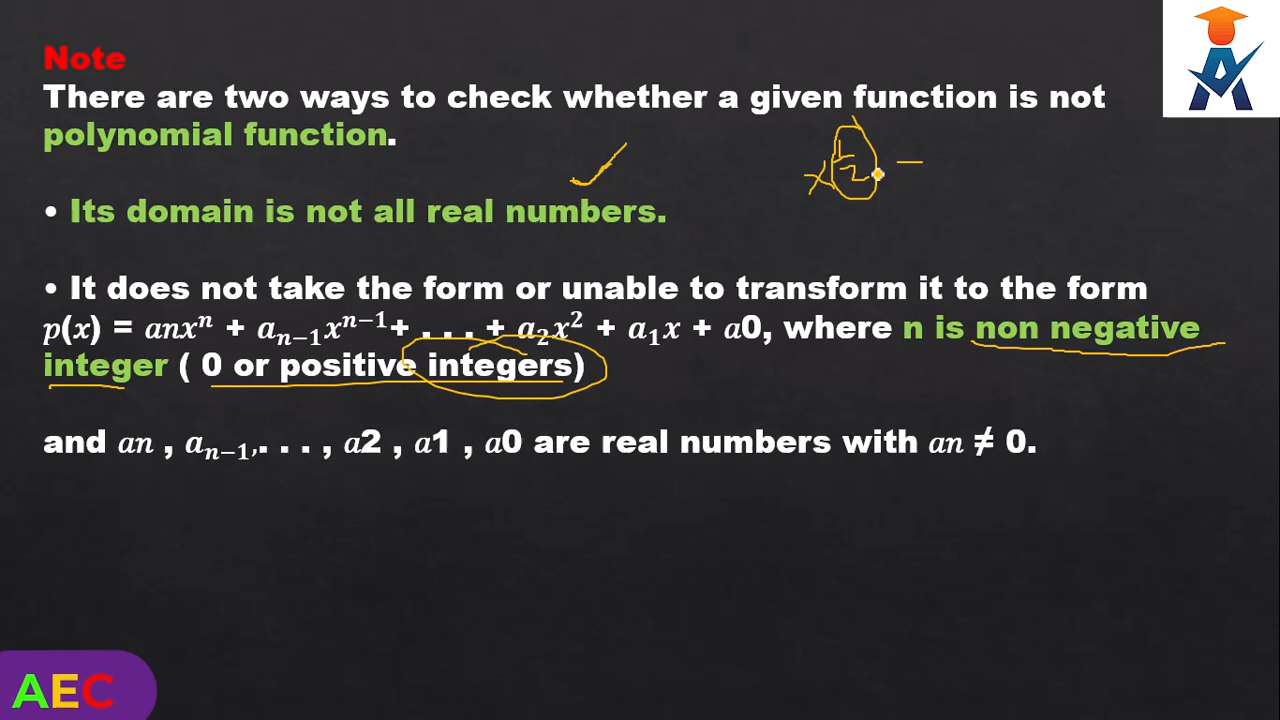 Note
There are two ways to check whether a given function is not
polynomial function.
x^½ –
• Its domain is not all real numbers.
• It does not take the form or unable to transform it to the form
p(x) = anxⁿ + aₙ₋₁xⁿ⁻¹+ . . . + a₂x² + a₁x + a0, where n is non negative
integer ( 0 or positive integers)
and an , aₙ₋₁,. . . , a2 , a1 , a0 are real numbers with an ≠ 0.
AEC